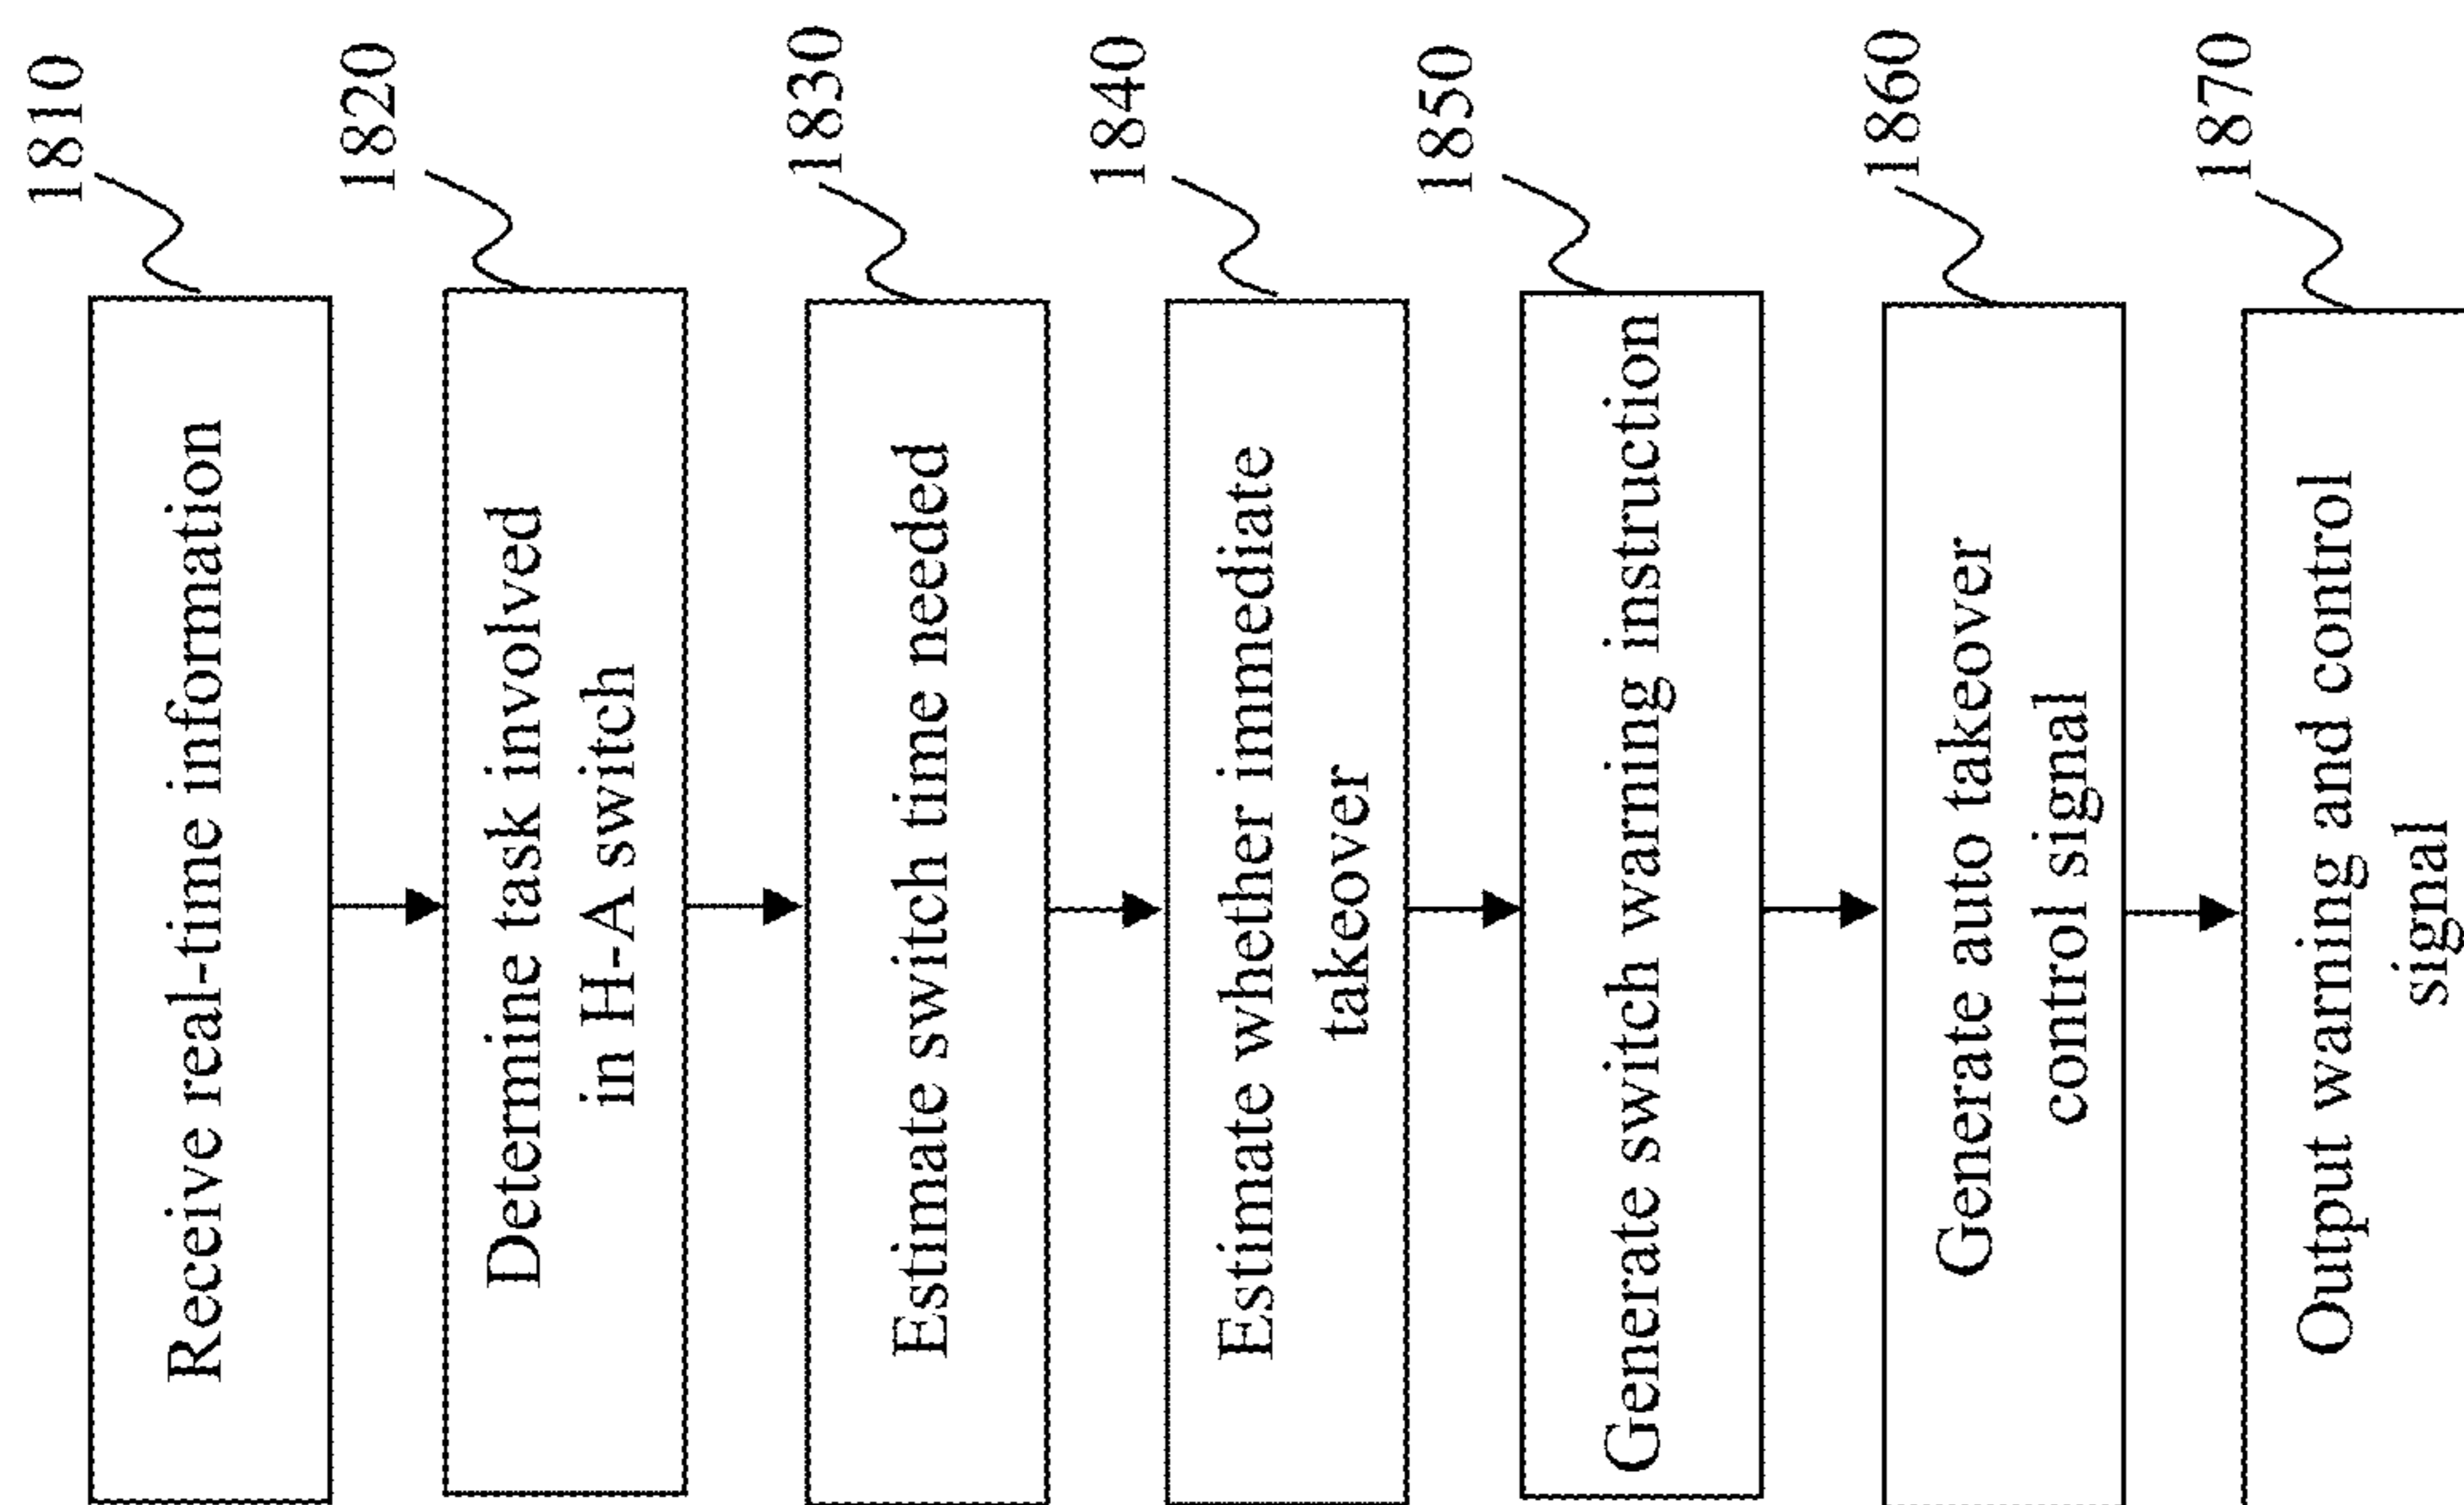 1810
Receive real-time information
1820
Determine task involved
in H-A switch
1830
Estimate switch time needed
1840
Estimate whether immediate
takeover
1850
Generate switch warning instruction
1860
Generate auto takeover
control signal
1870
Output warning and control
signal